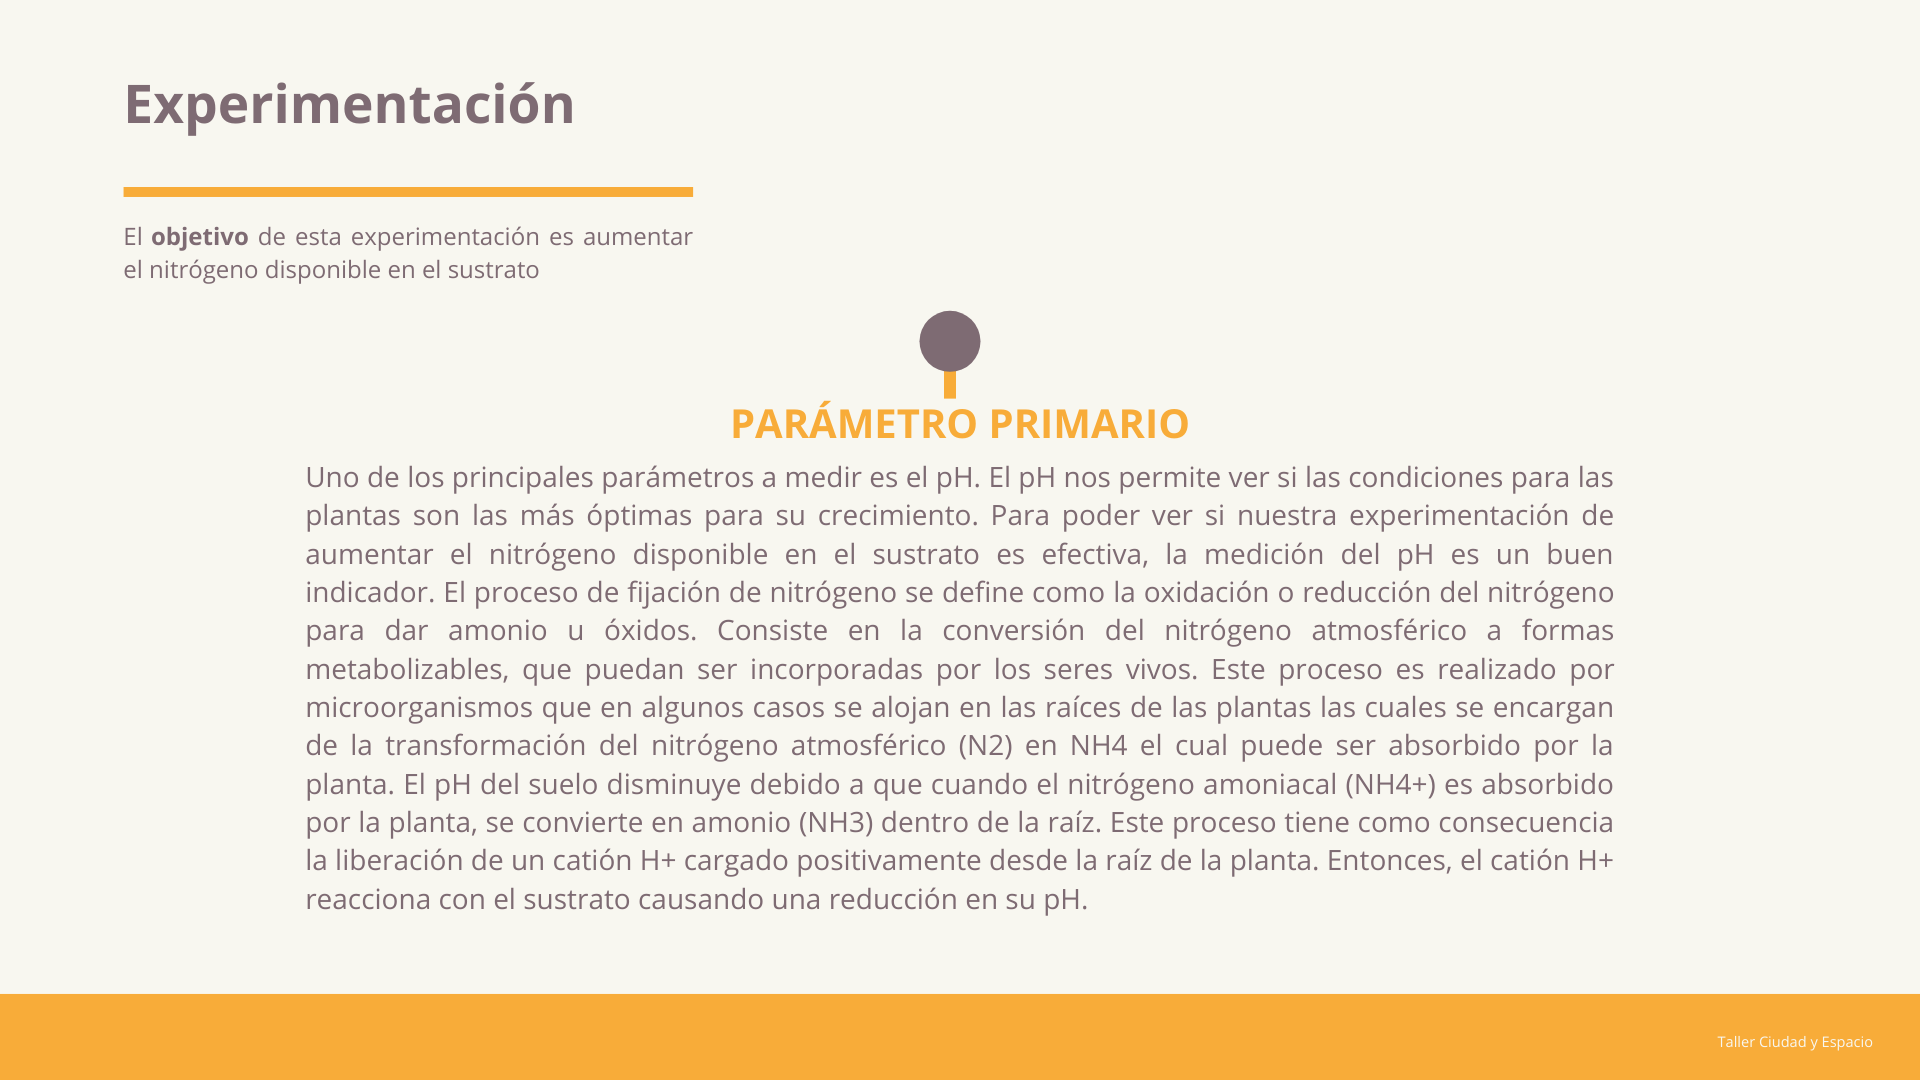 Experimentación
El objetivo de esta experimentación es aumentar
el nitrógeno disponible en el sustrato
PARÁMETRO PRIMARIO
Uno de los principales parámetros a medir es el pH. El pH nos permite ver si las condiciones para las
plantas son las más óptimas para su crecimiento. Para poder ver si nuestra experimentación de
aumentar el nitrógeno disponible en el sustrato es efectiva, la medición del pH es un buen
indicador. El proceso de fijación de nitrógeno se define como la oxidación o reducción del nitrógeno
para dar amonio u óxidos. Consiste en la conversión del nitrógeno atmosférico a formas
metabolizables, que puedan ser incorporadas por los seres vivos. Este proceso es realizado por
microorganismos que en algunos casos se alojan en las raíces de las plantas las cuales se encargan
de la transformación del nitrógeno atmosférico (N2) en NH4 el cual puede ser absorbido por la
planta. El pH del suelo disminuye debido a que cuando el nitrógeno amoniacal (NH4+) es absorbido
por la planta, se convierte en amonio (NH3) dentro de la raíz. Este proceso tiene como consecuencia
la liberación de un catión H+ cargado positivamente desde la raíz de la planta. Entonces, el catión H+
reacciona con el sustrato causando una reducción en su pH.
Taller Ciudad y Espacio